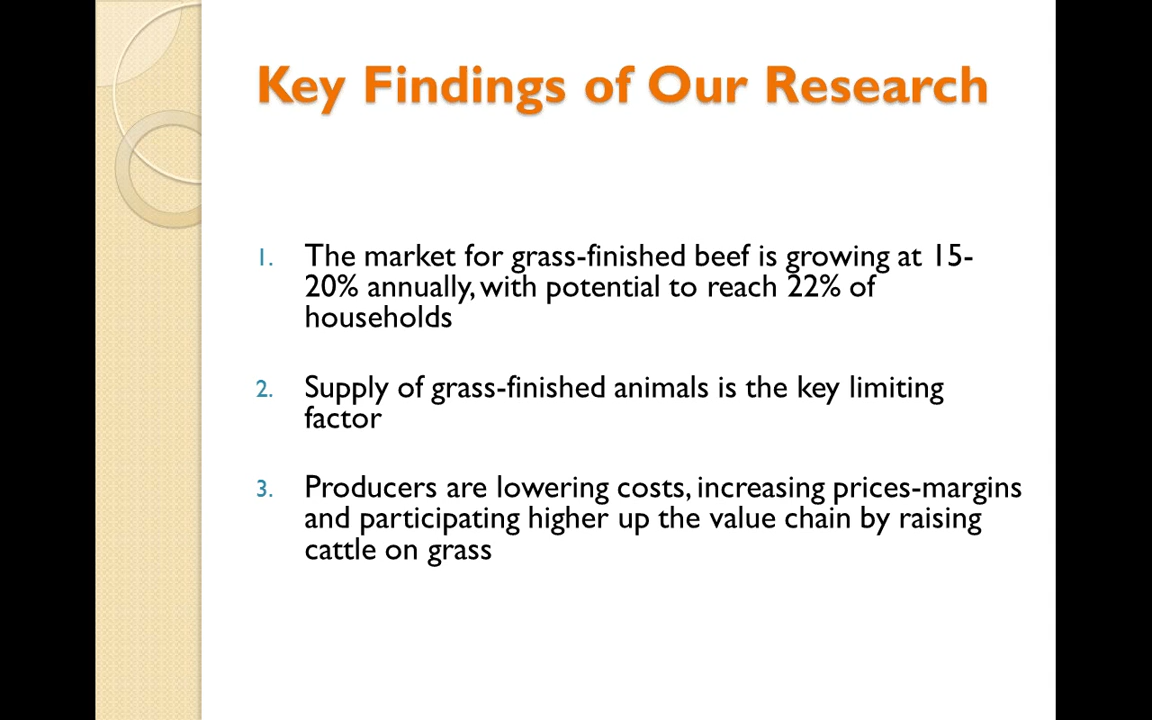 Key Findings of Our Research
1. The market for grass-finished beef is growing at 15-
20% annually, with potential to reach 22% of
households
2. Supply of grass-finished animals is the key limiting
factor
3. Producers are lowering costs, increasing prices-margins
and participating higher up the value chain by raising
cattle on grass